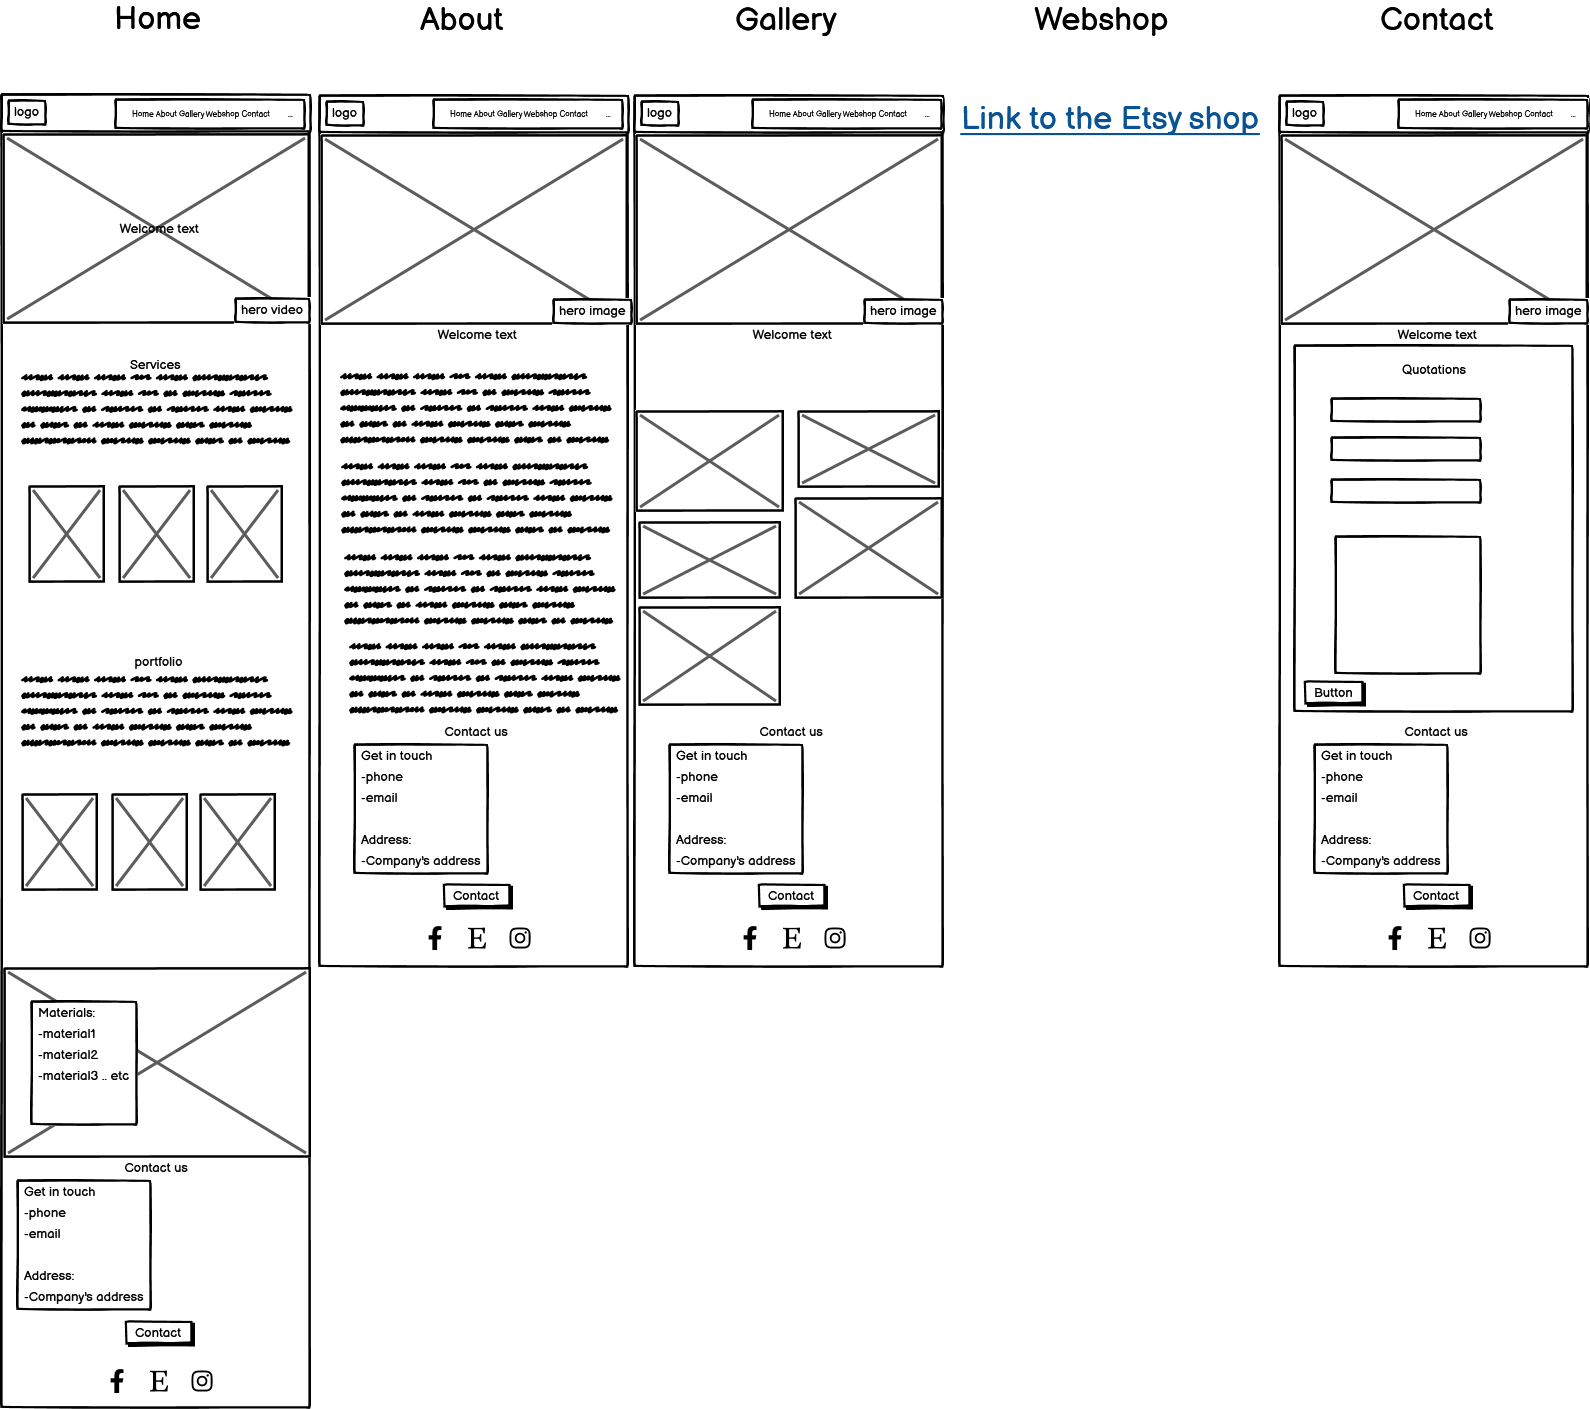 Home
About
Gallery
Webshop
Contact
logo
Home About Gallery Webshop Contact ...
Welcome text
hero video
Services
portfolio
Materials:
-material1
-material2
-material3 .. etc
Contact us
Get in touch
-phone
-email
Address:
-Company's address
Contact
E
logo
Home About Gallery Webshop Contact ...
hero image
Welcome text
Contact us
Get in touch
-phone
-email
Address:
-Company's address
Contact
E
logo
Home About Gallery Webshop Contact ...
hero image
Welcome text
Contact us
Get in touch
-phone
-email
Address:
-Company's address
Contact
E
Link to the Etsy shop
logo
Home About Gallery Webshop Contact ...
hero image
Welcome text
Quotations
Button
Contact us
Get in touch
-phone
-email
Address:
-Company's address
Contact
E